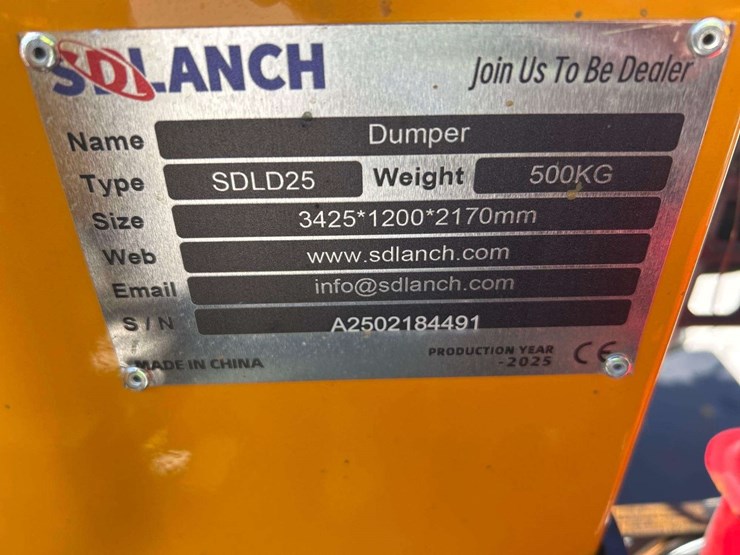 SDLANCH Join Us To Be Dealer
Name Dumper
Type SDLD25 Weight 500KG
Size 3425*1200*2170mm
Web www.sdlanch.com
Email info@sdlanch.com
S/N A2502184491
MADE IN CHINA PRODUCTION YEAR CE
-2025